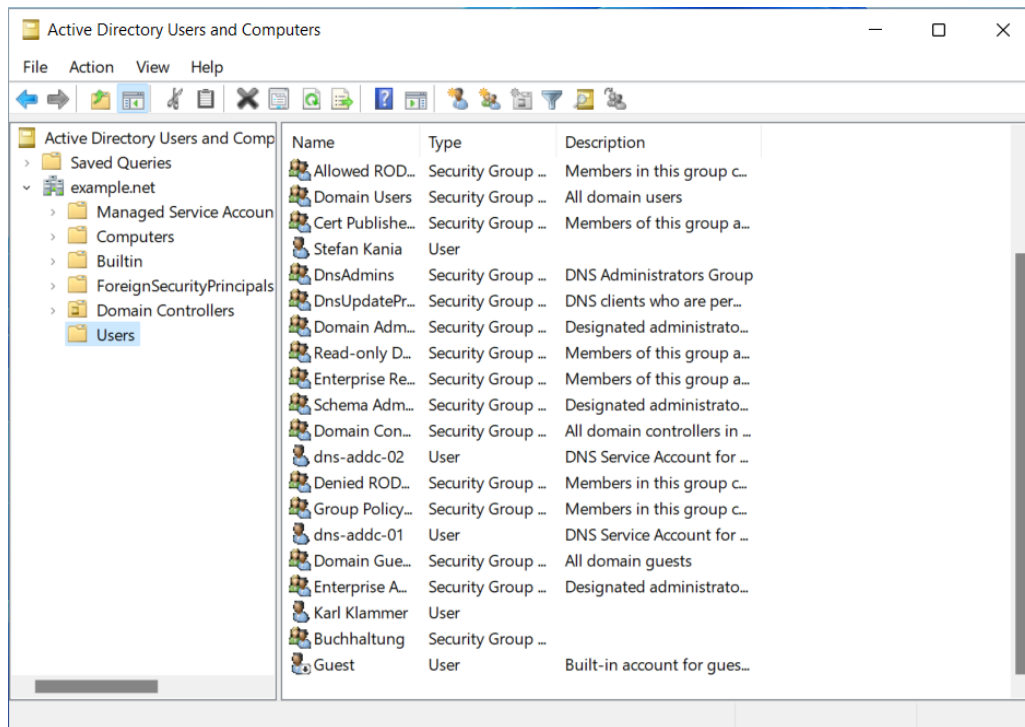 Active Directory Users and Computers
File Action View Help
Active Directory Users and Comp
Saved Queries
example.net
Managed Service Accoun
Computers
Builtin
ForeignSecurityPrincipals
Domain Controllers
Users
Name Type Description
Allowed ROD... Security Group ... Members in this group c...
Domain Users Security Group ... All domain users
Cert Publishe... Security Group ... Members of this group a...
Stefan Kania User
DnsAdmins Security Group ... DNS Administrators Group
DnsUpdatePr... Security Group ... DNS clients who are per...
Domain Adm... Security Group ... Designated administrato...
Read-only D... Security Group ... Members of this group a...
Enterprise Re... Security Group ... Members of this group a...
Schema Adm... Security Group ... Designated administrato...
Domain Con... Security Group ... All domain controllers in ...
dns-addc-02 User DNS Service Account for ...
Denied ROD... Security Group ... Members in this group c...
Group Policy... Security Group ... Members in this group c...
dns-addc-01 User DNS Service Account for ...
Domain Gue... Security Group ... All domain guests
Enterprise A... Security Group ... Designated administrato...
Karl Klammer User
Buchhaltung Security Group ...
Guest User Built-in account for gues...